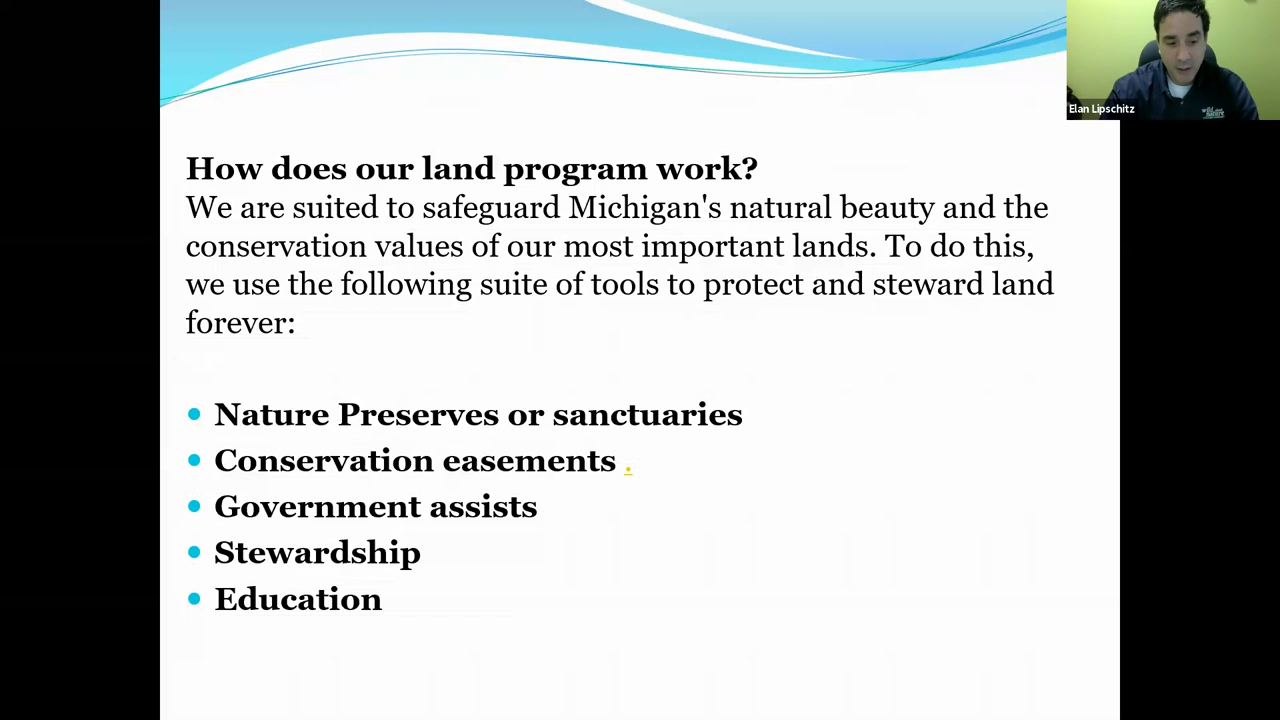 Elan Lipschitz
How does our land program work?
We are suited to safeguard Michigan's natural beauty and the
conservation values of our most important lands. To do this,
we use the following suite of tools to protect and steward land
forever:
• Nature Preserves or sanctuaries
• Conservation easements .
• Government assists
• Stewardship
• Education